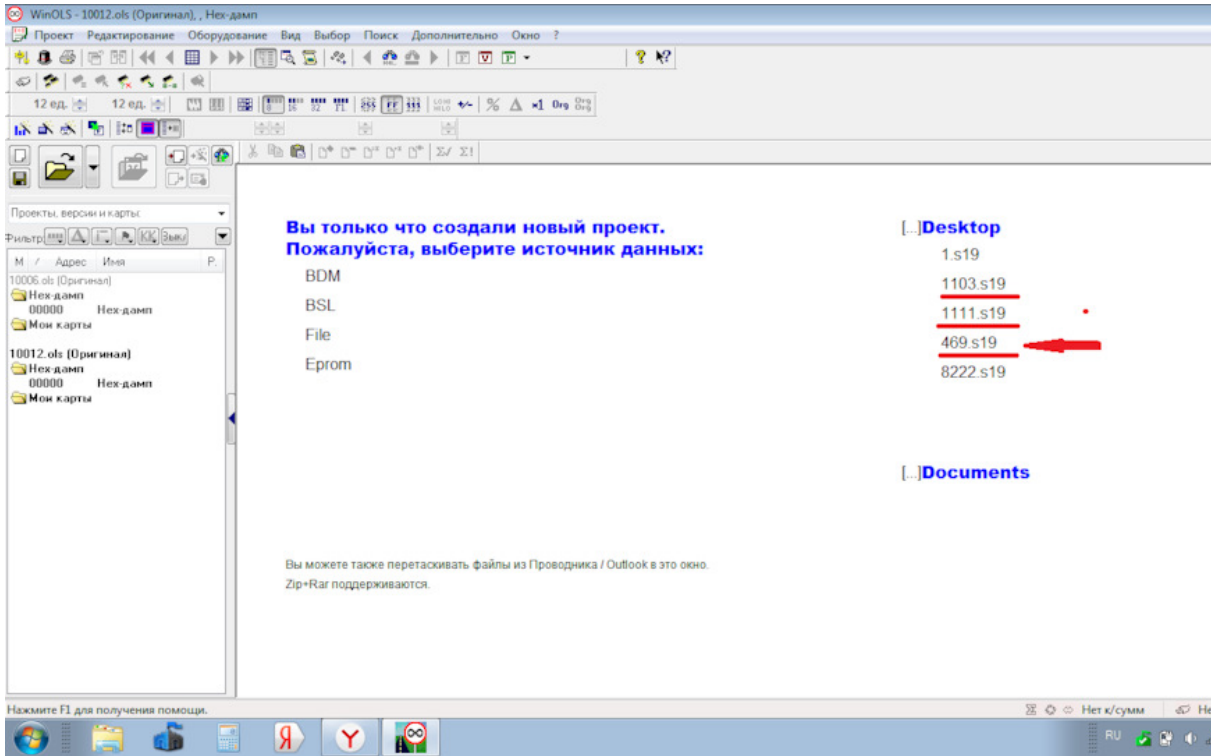 WinOLS - 10012.ols (Оригинал), , Hex-дамп
Проект Редактирование Оборудование Вид Выбор Поиск Дополнительно Окно ?
12 ед. 12 ед.
Проекты, версии и карты:
Фильтр
М / Адрес Имя Р.
10006.ols (Оригинал)
Hex-дамп
00000 Hex-дамп
Мои карты
10012.ols (Оригинал)
Hex-дамп
00000 Hex-дамп
Мои карты
Вы только что создали новый проект.
Пожалуйста, выберите источник данных:
BDM
BSL
File
Eprom
[...]Desktop
1.s19
1103.s19
1111.s19
469.s19
8222.s19
[...]Documents
Вы можете также перетаскивать файлы из Проводника / Outlook в это окно.
Zip+Rar поддерживаются.
Нажмите F1 для получения помощи.
Нет к/сумм Не
RU